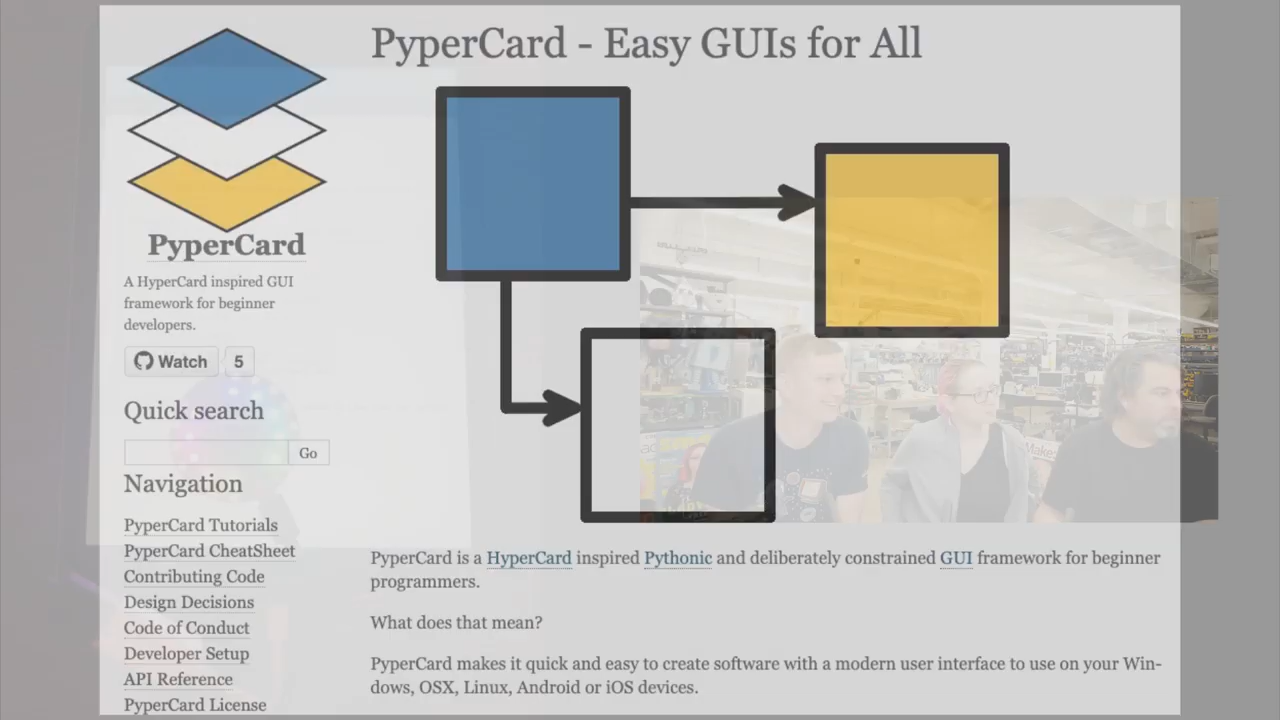 PyperCard - Easy GUIs for All
PyperCard
A HyperCard inspired GUI
framework for beginner
developers.
Watch 5
Quick search
Go
Navigation
PyperCard Tutorials
PyperCard CheatSheet
Contributing Code
Design Decisions
Code of Conduct
Developer Setup
API Reference
PyperCard License
PyperCard is a HyperCard inspired Pythonic and deliberately constrained GUI framework for beginner
programmers.
What does that mean?
PyperCard makes it quick and easy to create software with a modern user interface to use on your Win-
dows, OSX, Linux, Android or iOS devices.